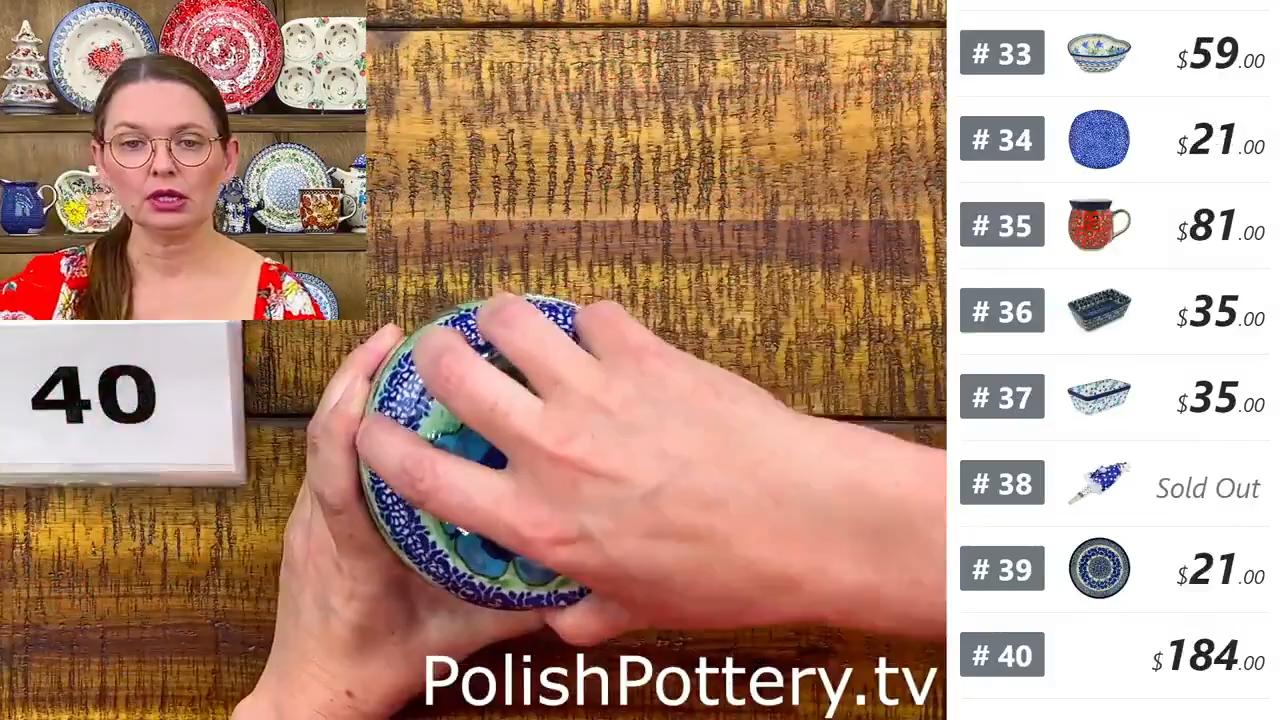 40
PolishPottery.tv
# 33 $59.00
# 34 $21.00
# 35 $81.00
# 36 $35.00
# 37 $35.00
# 38 Sold Out
# 39 $21.00
# 40 $184.00